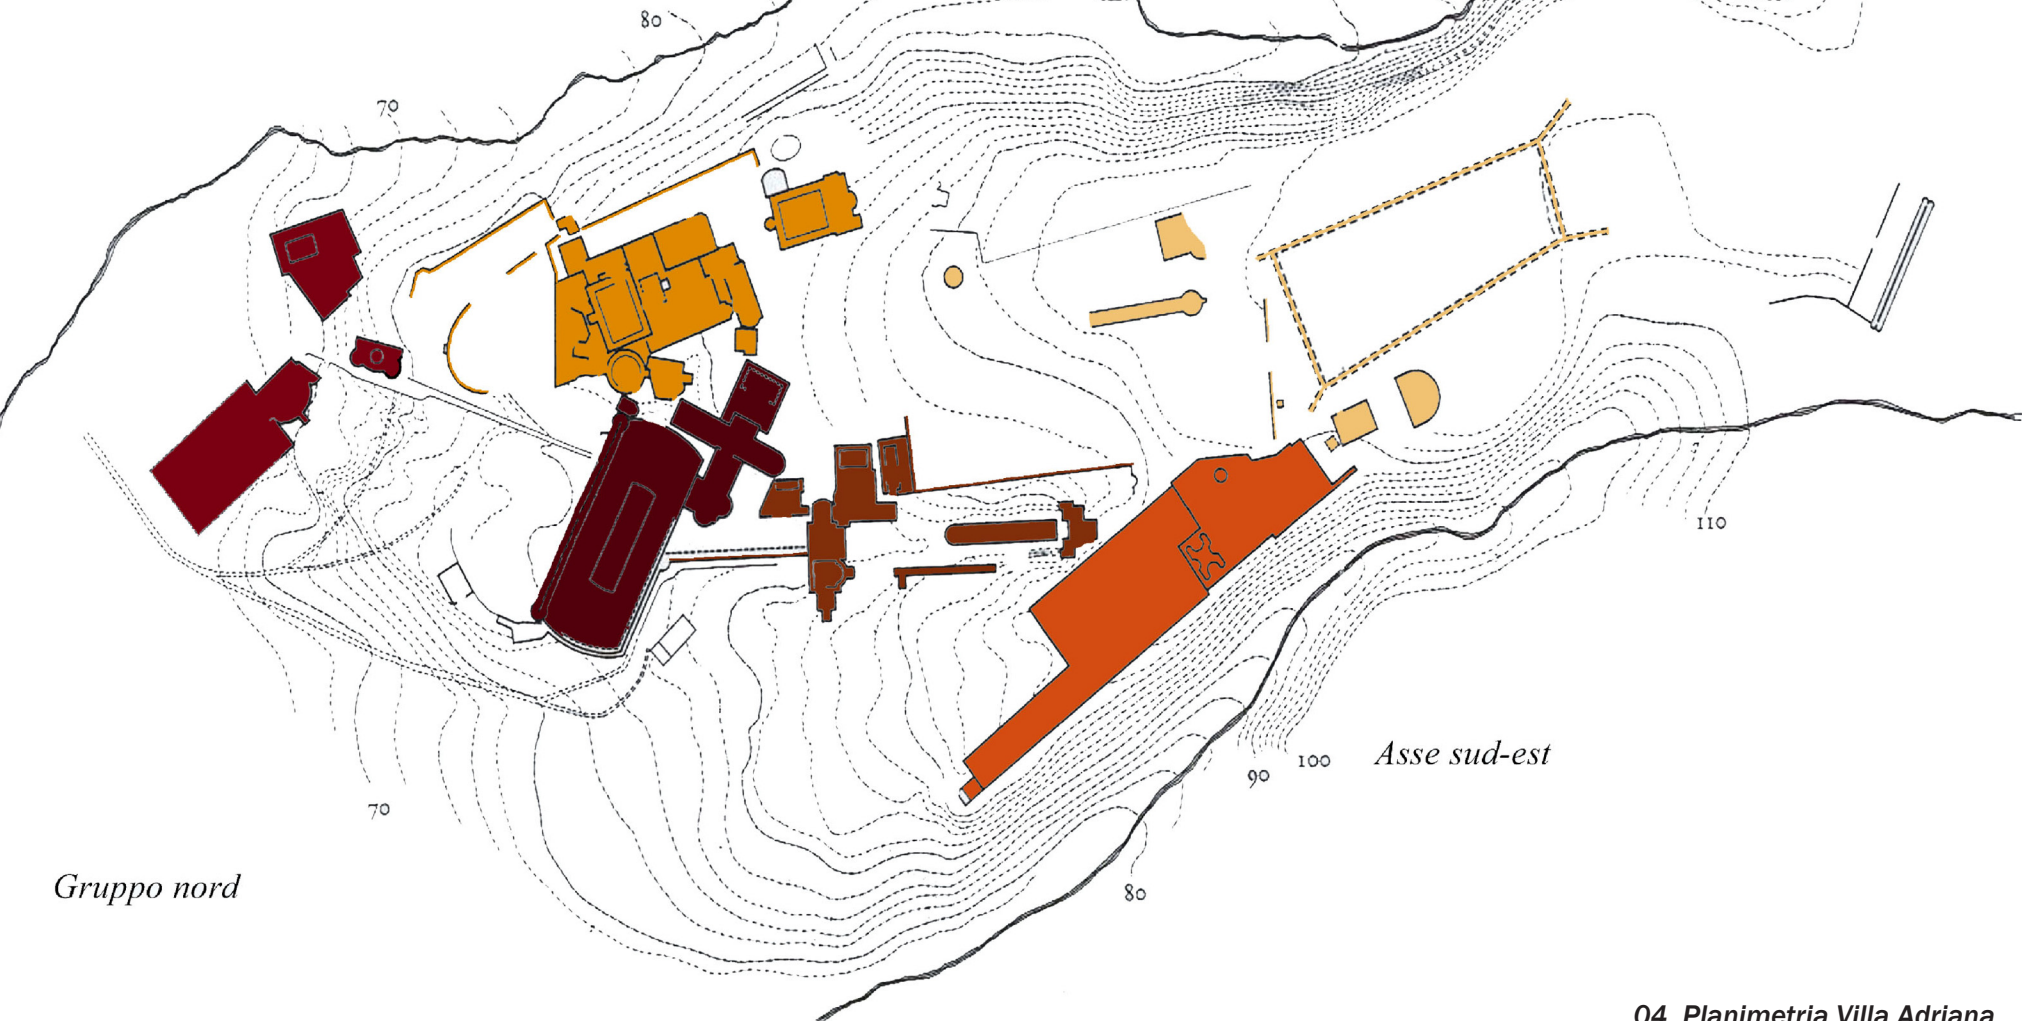 80
70
110
Asse sud-est
100
90
70
Gruppo nord
80
04. Planimetria Villa Adriana